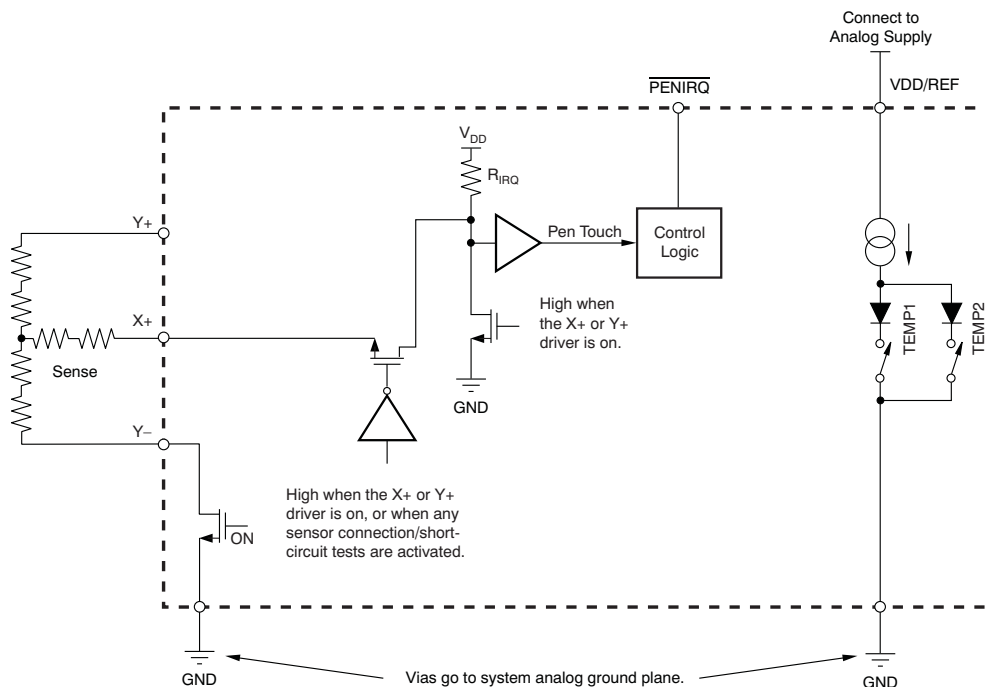 Connect to
Analog Supply
PENIRQ
VDD/REF
VDD
RIRQ
Y+
Pen Touch
Control
Logic
High when
the X+ or Y+
driver is on.
TEMP1
TEMP2
X+
Sense
GND
Y–
High when the X+ or Y+
driver is on, or when any
sensor connection/short-
circuit tests are activated.
ON
GND
Vias go to system analog ground plane.
GND